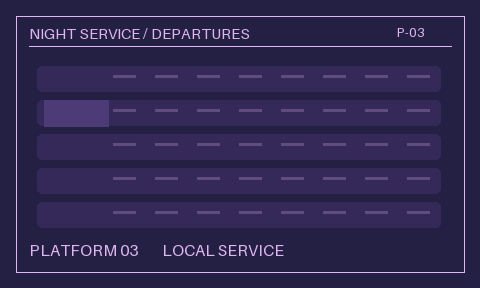 NIGHT SERVICE / DEPARTURES P-03
PLATFORM 03 LOCAL SERVICE